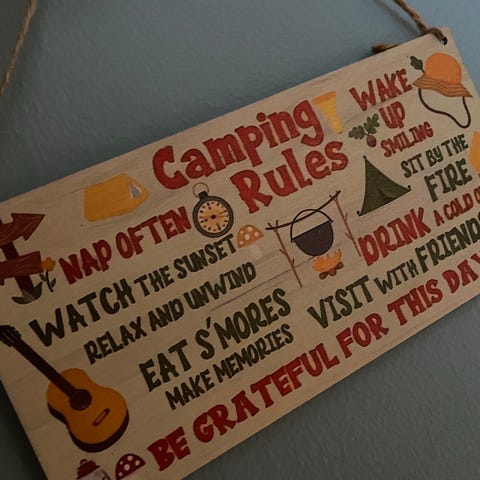 Camping
Rules
WAKE
UP
SMILING
NAP OFTEN
SIT BY THE
FIRE
WATCH THE SUNSET
DRINK A COLD
RELAX AND UNWIND
VISIT WITH FRIENDS
EAT S'MORES
MAKE MEMORIES
BE GRATEFUL FOR THIS DAY